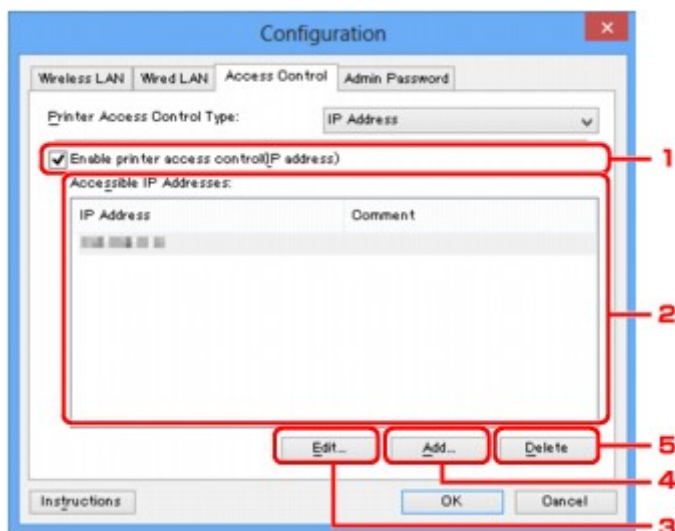 Configuration
Wireless LAN Wired LAN Access Control Admin Password
Printer Access Control Type: IP Address
Enable printer access control(IP address) 1
Accessible IP Addresses:
IP Address Comment
2
Edit... Add... Delete 5
4
Instructions OK Cancel
3